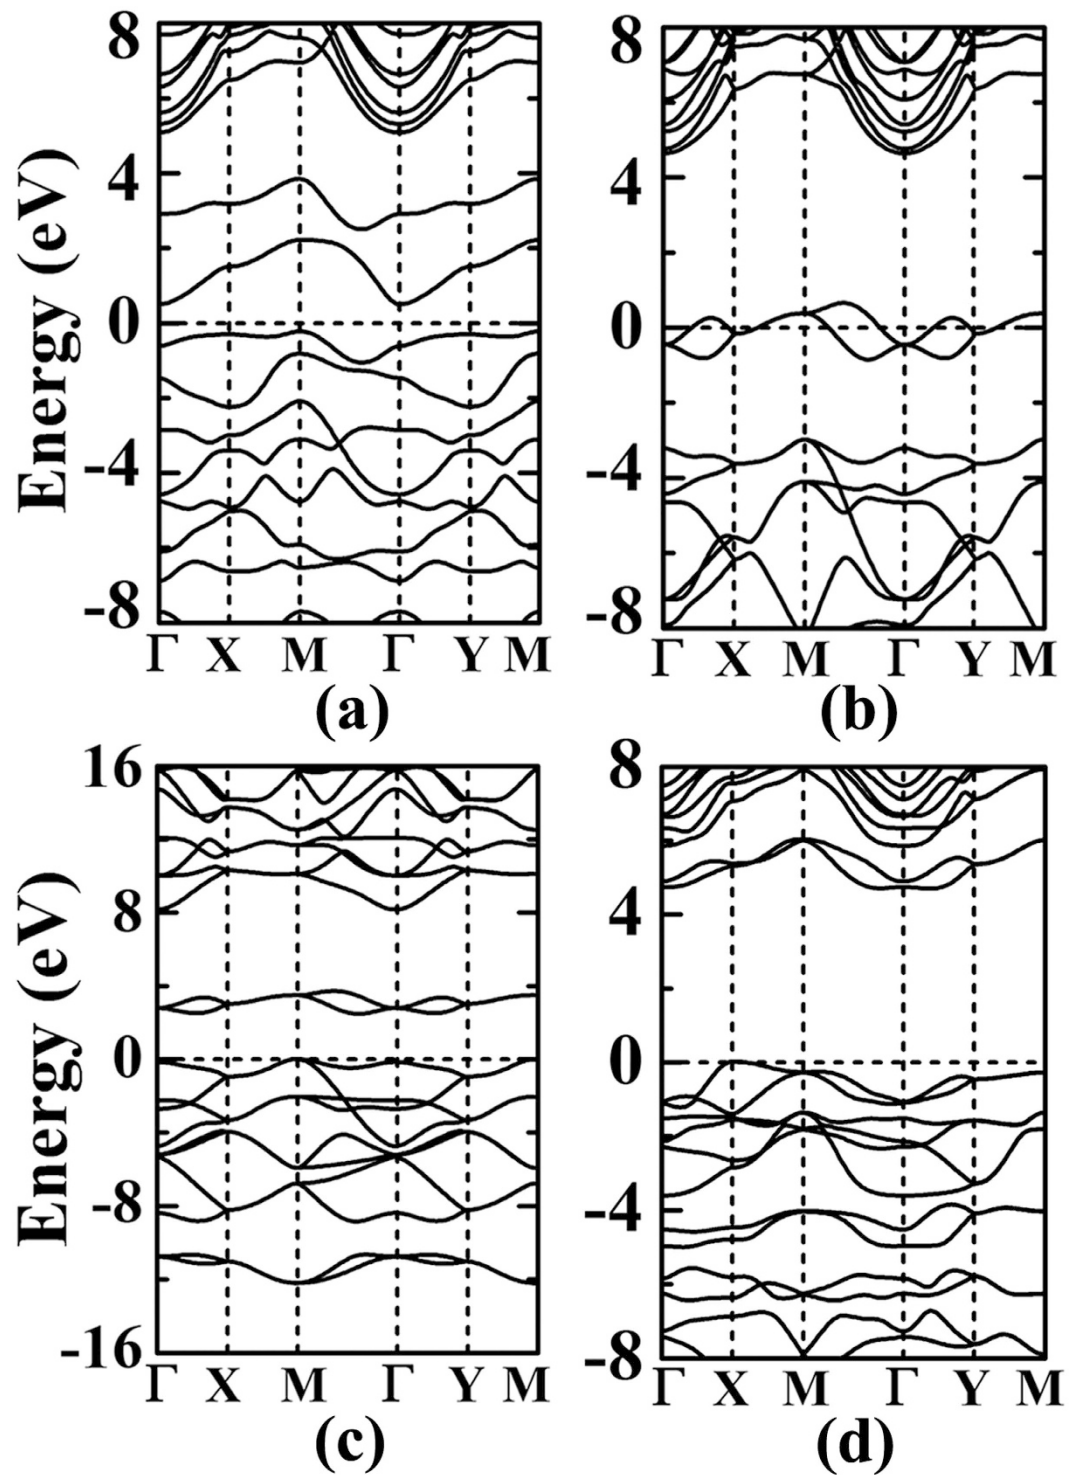 Energy (eV)
8
4
0
-4
-8
Γ X M Γ Y M
(a)
8
4
0
-4
-8
Γ X M Γ Y M
(b)
Energy (eV)
16
8
0
-8
-16
Γ X M Γ Y M
(c)
8
4
0
-4
-8
Γ X M Γ Y M
(d)